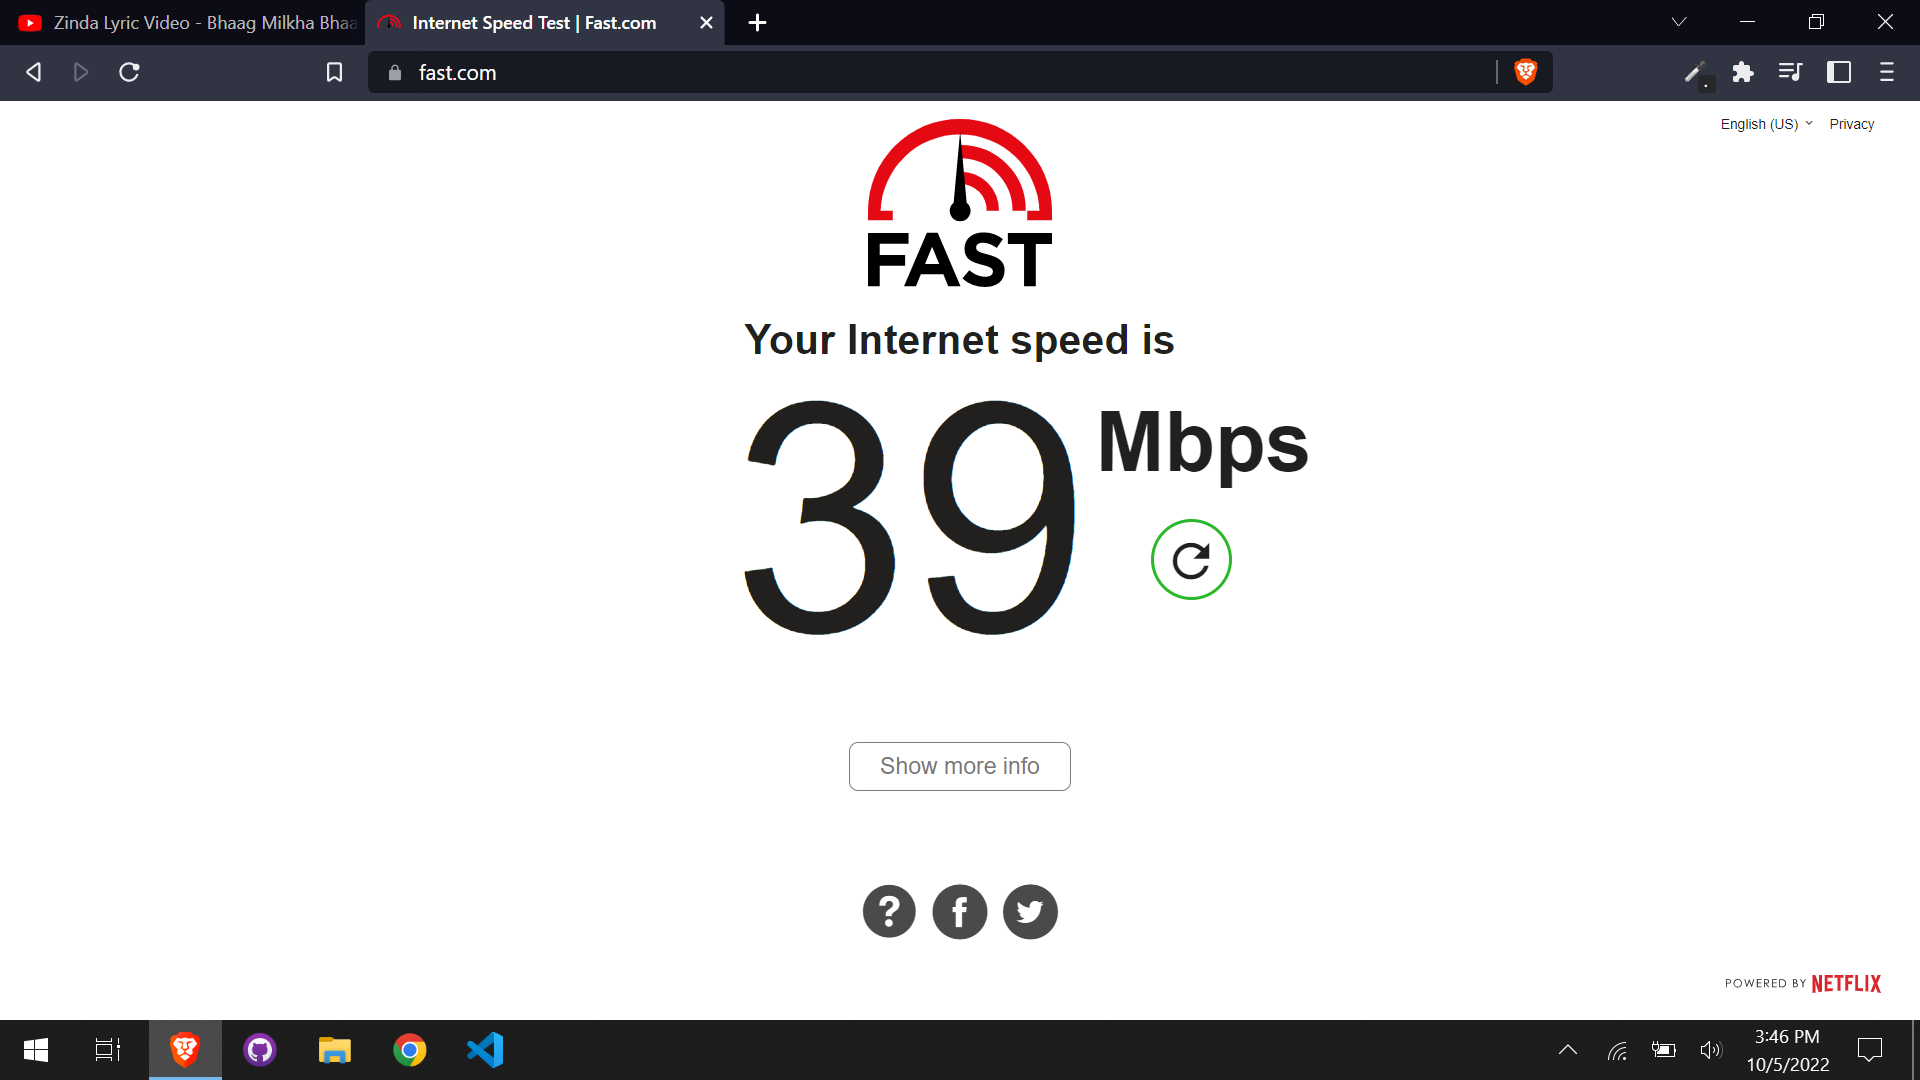 Zinda Lyric Video - Bhaag Milkha Bhaa
Internet Speed Test | Fast.com
fast.com
English (US)
Privacy
FAST
Your Internet speed is
39 Mbps
Show more info
POWERED BY NETFLIX
3:46 PM
10/5/2022